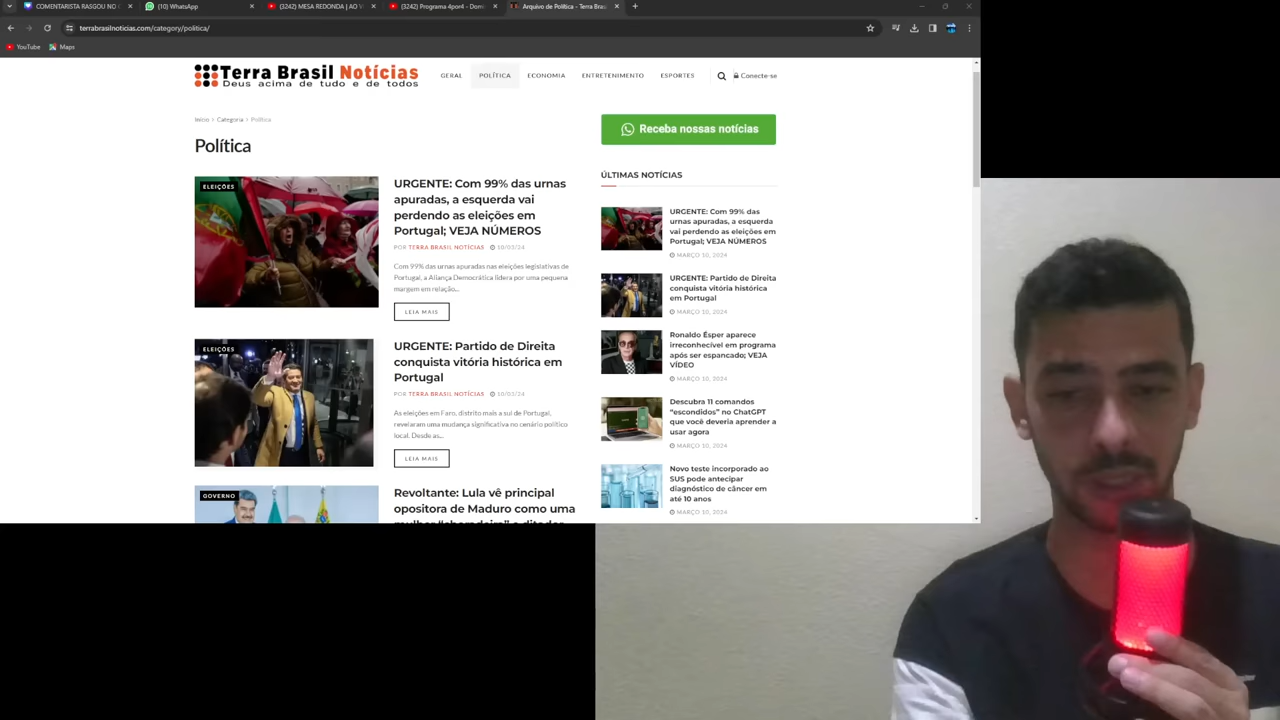 COMENTARISTA RASGOU NO
(10) WhatsApp
(3242) MESA REDONDA | AO V
(3242) Programa 4por4 - Dom
Arquivo de Política - Terra Bras
terrabrasilnoticias.com/category/politica/
YouTube
Maps
Terra Brasil Notícias
Deus acima de tudo e de todos
GERAL
POLÍTICA
ECONOMIA
ENTRETENIMENTO
ESPORTES
Conecte-se
Início > Categoria > Política
Política
ELEIÇÕES
URGENTE: Com 99% das urnas
apuradas, a esquerda vai
perdendo as eleições em
Portugal; VEJA NÚMEROS
POR TERRA BRASIL NOTÍCIAS 10/03/24
Com 99% das urnas apuradas nas eleições legislativas de
Portugal, a Aliança Democrática lidera por uma pequena
margem em relação...
LEIA MAIS
ELEIÇÕES
URGENTE: Partido de Direita
conquista vitória histórica em
Portugal
POR TERRA BRASIL NOTÍCIAS 10/03/24
As eleições em Faro, distrito mais a sul de Portugal,
revelaram uma mudança significativa no cenário político
local. Desde as...
LEIA MAIS
GOVERNO
Revoltante: Lula vê principal
opositora de Maduro como uma
Receba nossas notícias
ÚLTIMAS NOTÍCIAS
URGENTE: Com 99% das
urnas apuradas, a esquerda
vai perdendo as eleições em
Portugal; VEJA NÚMEROS
MARÇO 10, 2024
URGENTE: Partido de Direita
conquista vitória histórica
em Portugal
MARÇO 10, 2024
Ronaldo Ésper aparece
irreconhecível em programa
após ser espancado; VEJA
VÍDEO
MARÇO 10, 2024
Descubra 11 comandos
“escondidos” no ChatGPT
que você deveria aprender a
usar agora
MARÇO 10, 2024
Novo teste incorporado ao
SUS pode antecipar
diagnóstico de câncer em
até 10 anos
MARÇO 10, 2024